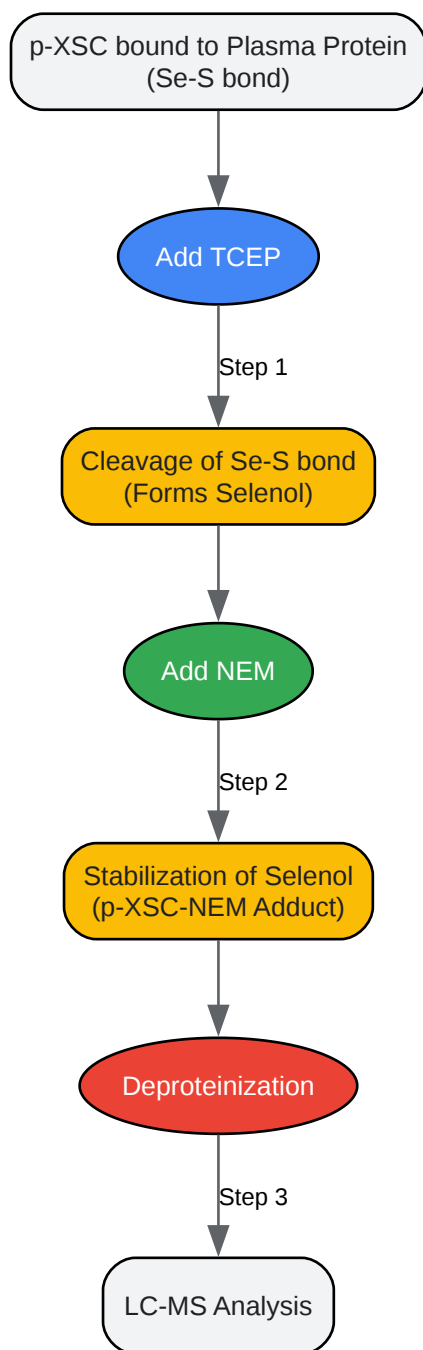 p-XSC bound to Plasma Protein
(Se-S bond)
Add TCEP
Step 1
Cleavage of Se-S bond
(Forms Selenol)
Add NEM
Step 2
Stabilization of Selenol
(p-XSC-NEM Adduct)
Deproteinization
Step 3
LC-MS Analysis